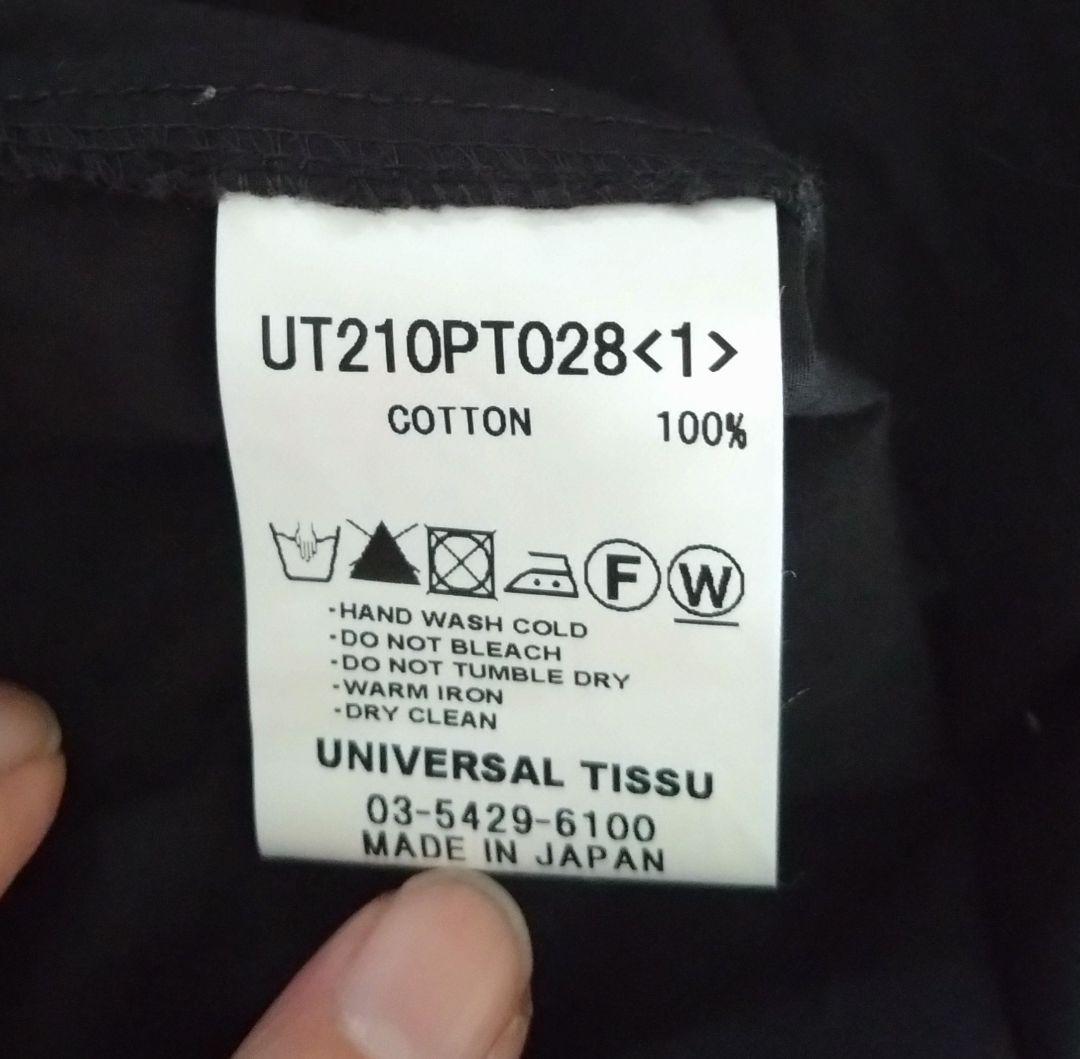 UT210PT028<1>
COTTON 100%
F W
·HAND WASH COLD
·DO NOT BLEACH
·DO NOT TUMBLE DRY
·WARM IRON
·DRY CLEAN
UNIVERSAL TISSU
03-5429-6100
MADE IN JAPAN